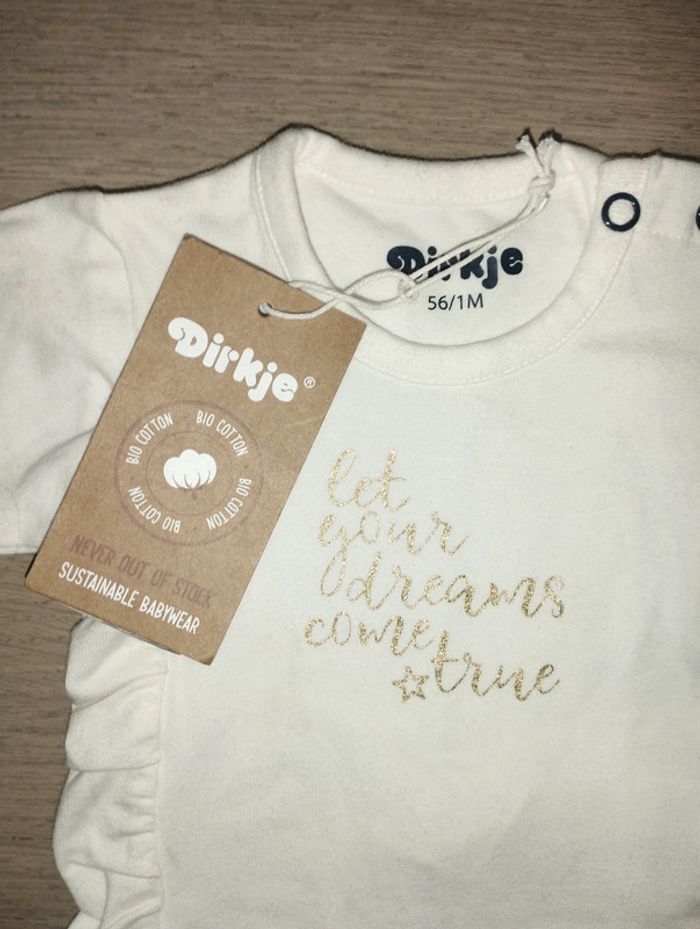 Dirkje
56/1M
Dirkje®
BIO COTTON BIO COTTON BIO COTTON BIO COTTON
NEVER OUT OF STOCK
SUSTAINABLE BABYWEAR
let
your
dreams
come
true